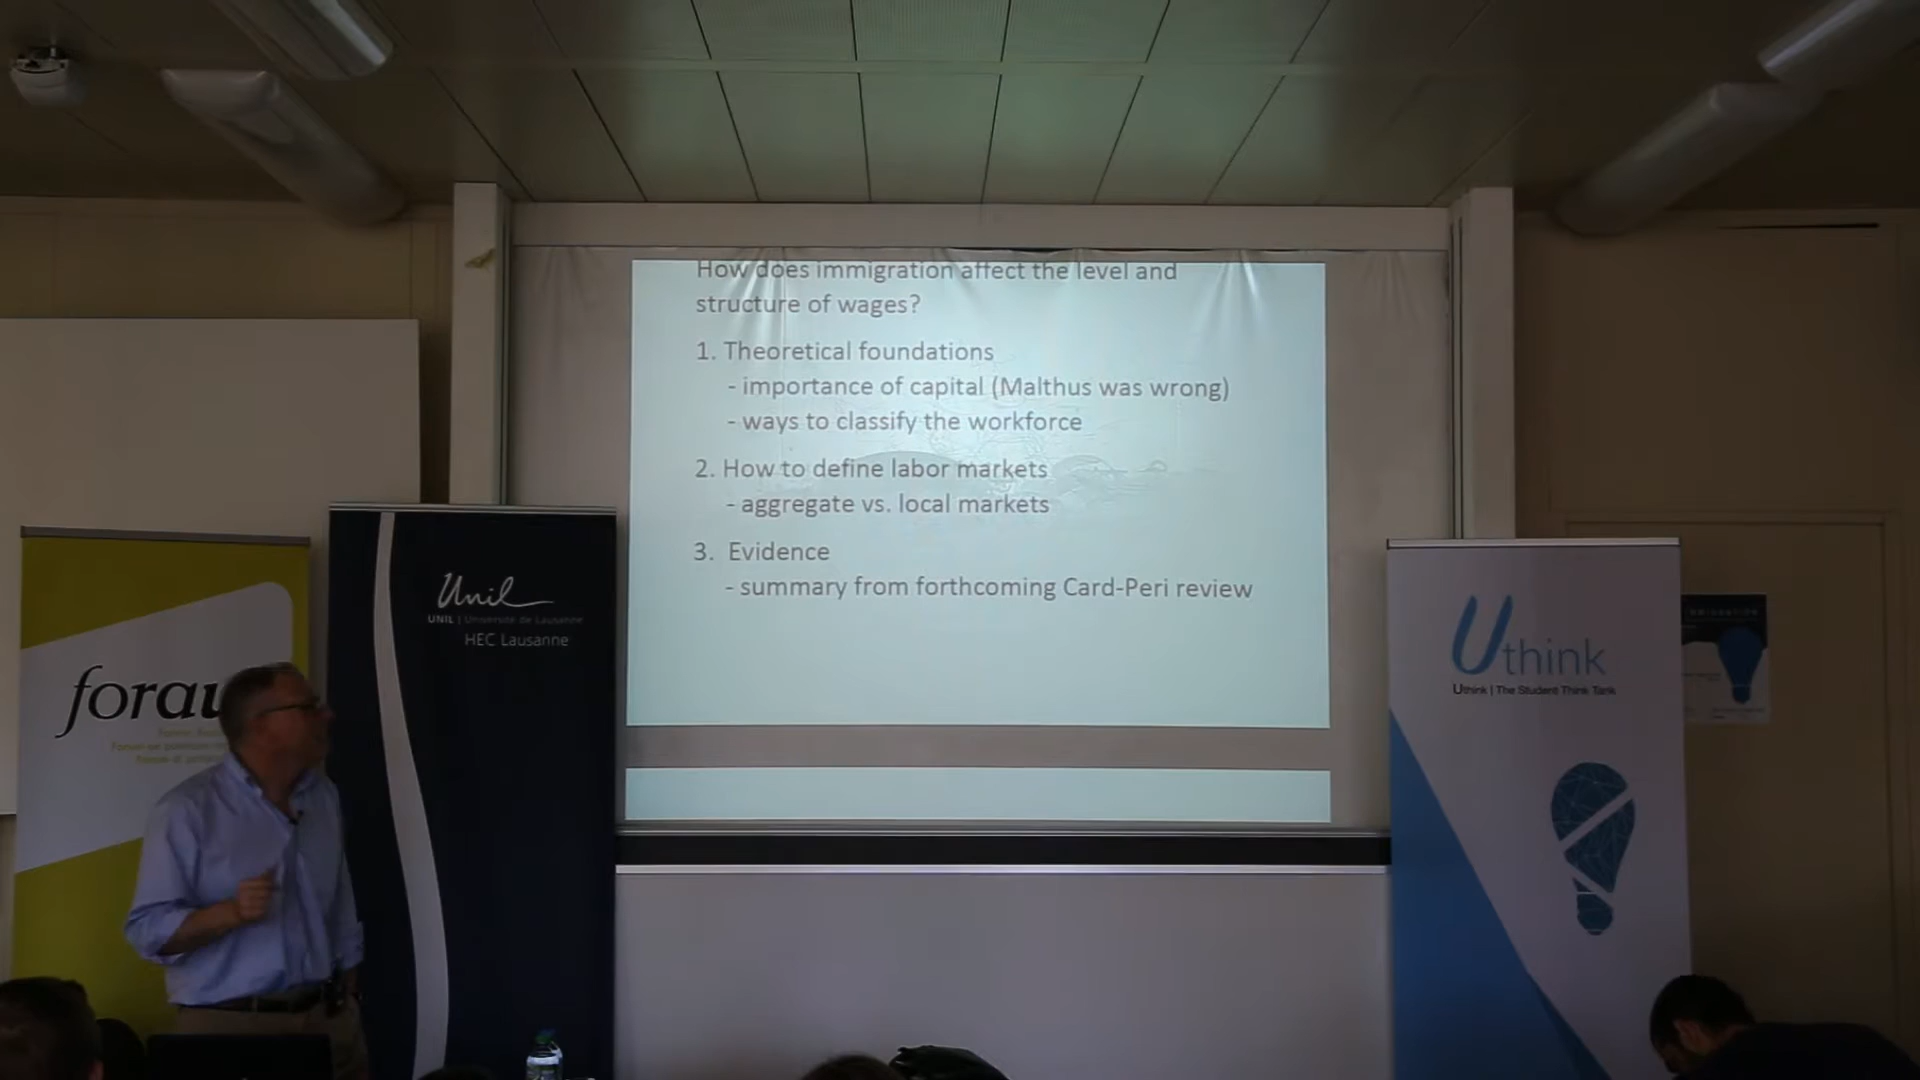 How does immigration affect the level and
structure of wages?
1. Theoretical foundations
- importance of capital (Malthus was wrong)
- ways to classify the workforce
2. How to define labor markets
- aggregate vs. local markets
3. Evidence
- summary from forthcoming Card-Peri review
forau
Unil
UNIL | Université de Lausanne
HEC Lausanne
Uthink
Uthink | The Student Think Tank